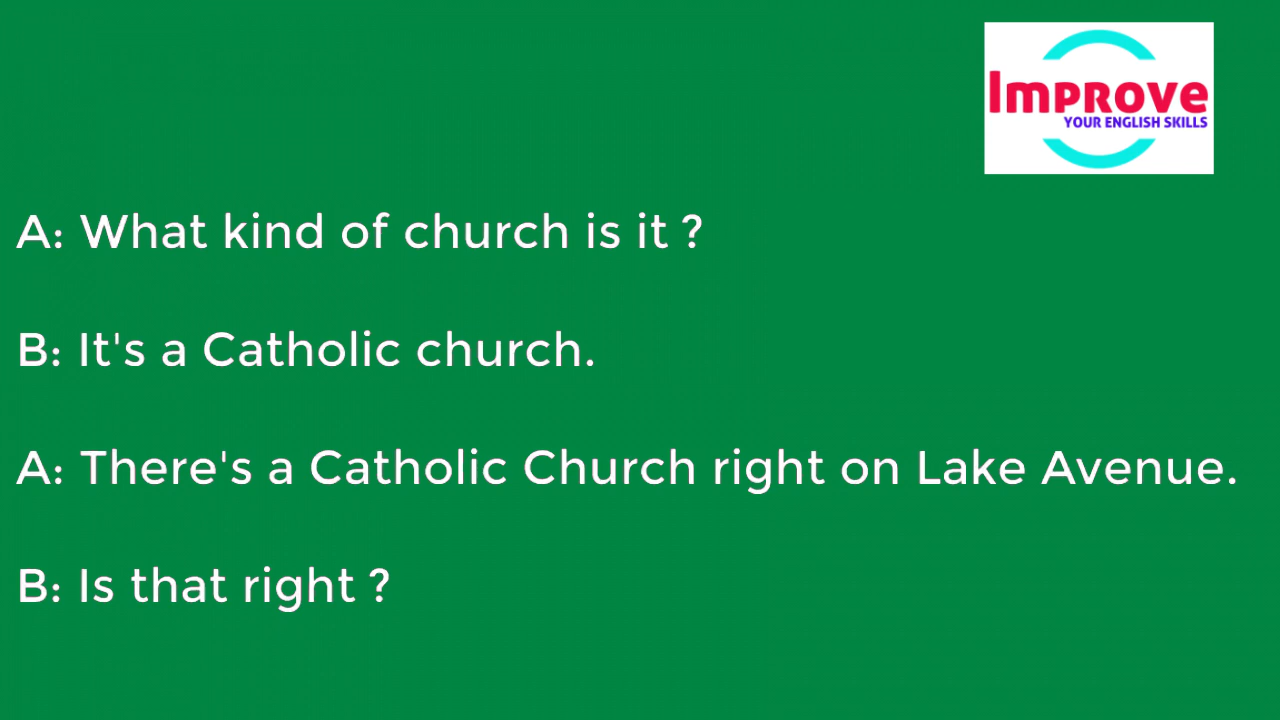 Improve
YOUR ENGLISH SKILLS
A: What kind of church is it ?
B: It's a Catholic church.
A: There's a Catholic Church right on Lake Avenue.
B: Is that right ?